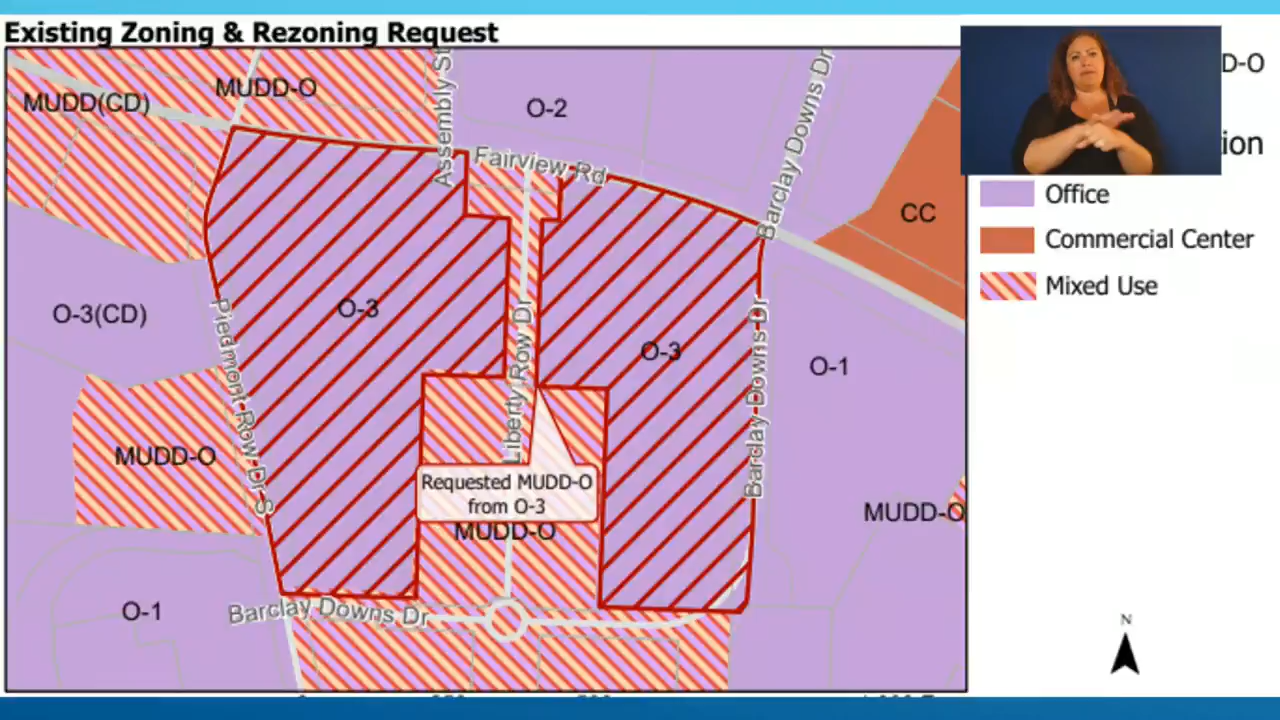 Existing Zoning & Rezoning Request
MUDD(CD)
MUDD-O
Assembly St
O-2
Barclay Downs Dr
D-O
ion
Fairview Rd
CC
Office
Commercial Center
Mixed Use
O-3(CD)
O-3
O-3
O-1
Piedmont Row Dr S
Liberty Row Dr
Barclay Downs Dr
MUDD-O
Requested MUDD-O
from O-3
MUDD-O
MUDD-O
O-1
Barclay Downs Dr
N